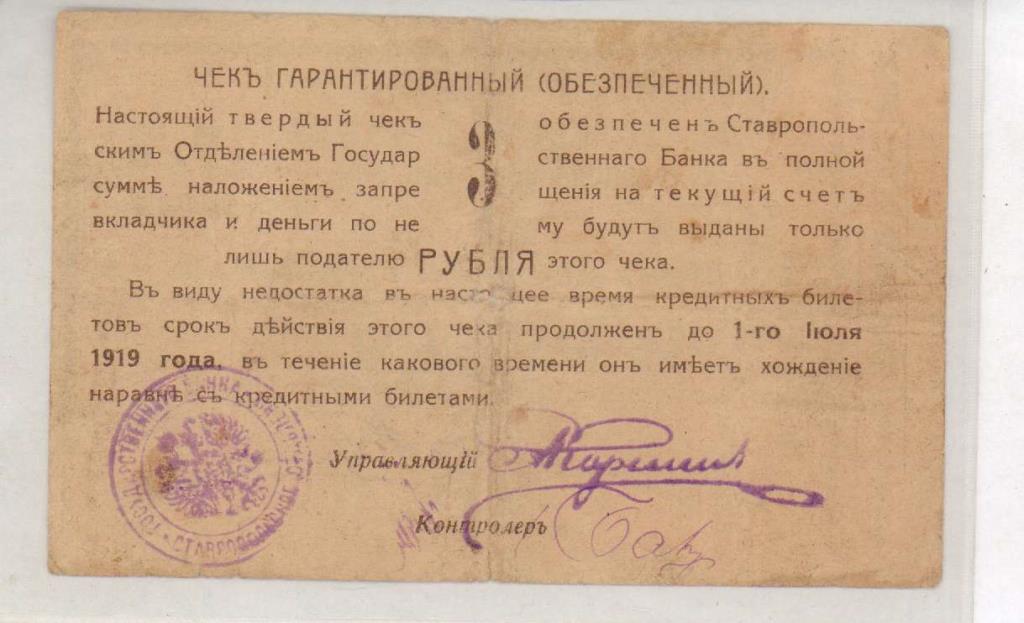 ЧЕКЪ ГАРАНТИРОВАННЫЙ (ОБЕЗПЕЧЕННЫЙ).
Настоящій твердый чекъ обезпеченъ Ставрополь-
скимъ Отдѣленіемъ Государ 3 ственнаго Банка въ полной
суммѣ наложеніемъ запре щенія на текущій счетъ
вкладчика и деньги по не му будутъ выданы только
лишь подателю РУБЛЯ этого чека.
Въ виду недостатка въ настоящее время кредитныхъ биле-
товъ срокъ дѣйствія этого чека продолженъ до 1-го Іюля
1919 года, въ теченіе какового времени онъ имѣетъ хожденіе
наравнѣ съ кредитными билетами.
Управляющій
Контролеръ